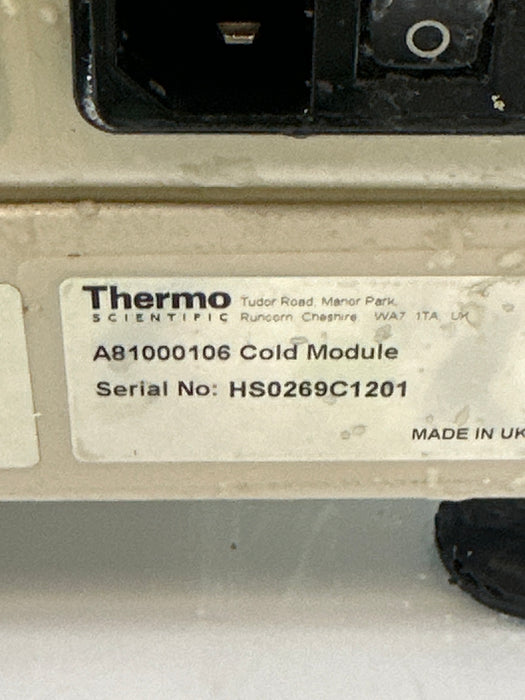 Thermo Tudor Road, Manor Park,
SCIENTIFIC Runcorn Cheshire WA7 1TA, UK
A81000106 Cold Module
Serial No: HS0269C1201
MADE IN UK